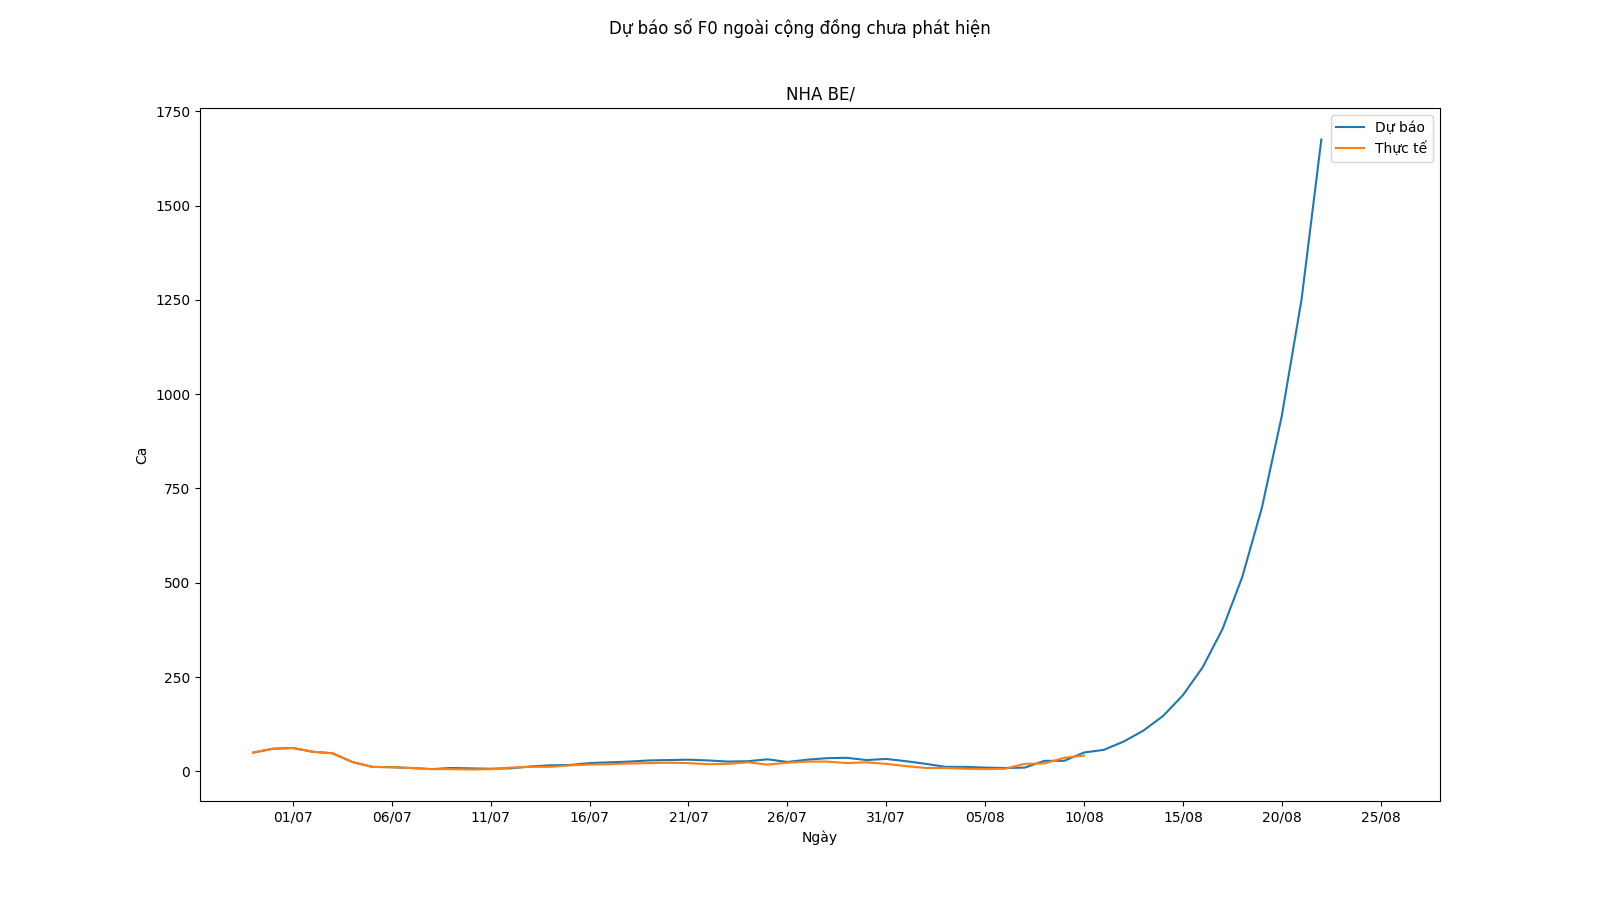 Dự báo số F0 ngoài cộng đồng chưa phát hiện
NHA BE/
1750
1500
1250
1000
750
500
250
0
Ca
Dự báo
Thực tế
01/07 06/07 11/07 16/07 21/07 26/07 31/07 05/08 10/08 15/08 20/08 25/08
Ngày